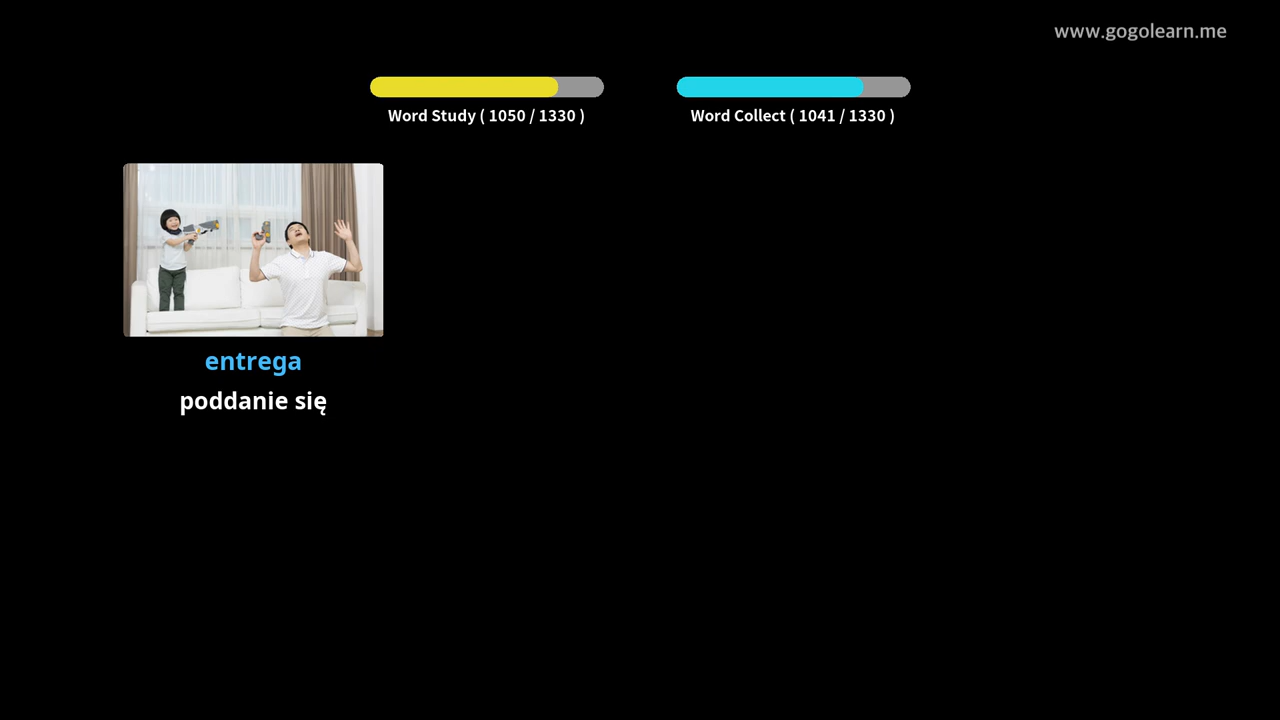 www.gogolearn.me
Word Study ( 1050 / 1330 )
Word Collect ( 1041 / 1330 )
entrega
poddanie się